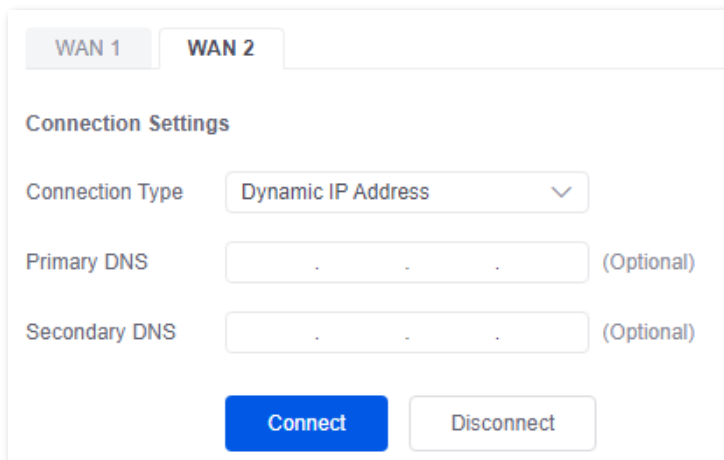 WAN 1 WAN 2
Connection Settings
Connection Type Dynamic IP Address
Primary DNS . . . (Optional)
Secondary DNS . . . (Optional)
Connect Disconnect